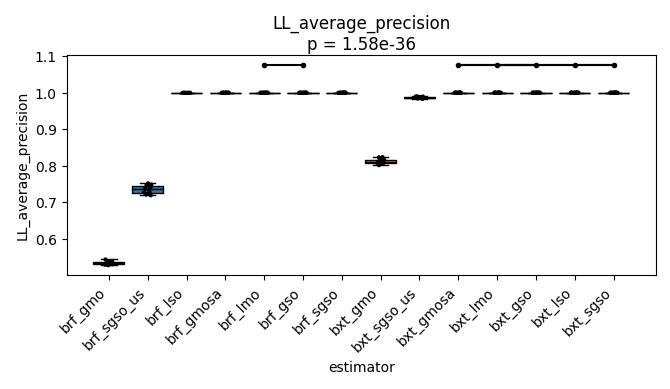 LL_average_precision
p = 1.58e-36
LL_average_precision
1.1
1.0
0.9
0.8
0.7
0.6
brf_gmo
brf_sgso_us
brf_lso
brf_gmosa
brf_lmo
brf_gso
brf_sgso
bxt_gmo
bxt_sgso_us
bxt_gmosa
bxt_lmo
bxt_gso
bxt_lso
bxt_sgso
estimator